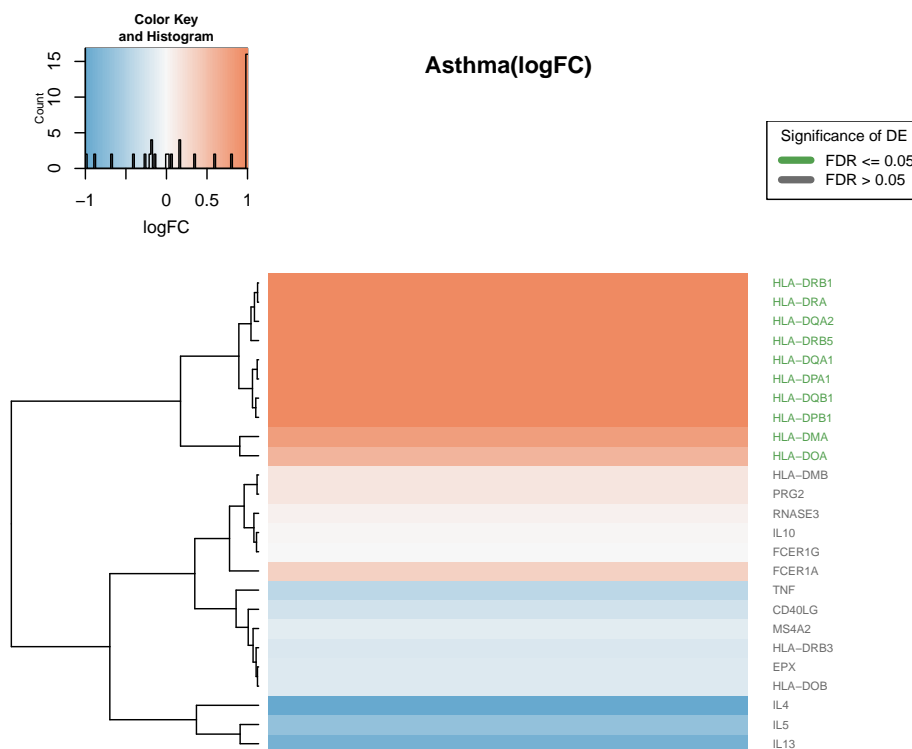 Color Key
and Histogram
Count
0
5
10
15
−1
0
0.5
1
logFC
Asthma(logFC)
Significance of DE
FDR <= 0.05
FDR > 0.05
HLA−DRB1
HLA−DRA
HLA−DQA2
HLA−DRB5
HLA−DQA1
HLA−DPA1
HLA−DQB1
HLA−DPB1
HLA−DMA
HLA−DOA
HLA−DMB
PRG2
RNASE3
IL10
FCER1G
FCER1A
TNF
CD40LG
MS4A2
HLA−DRB3
EPX
HLA−DOB
IL4
IL5
IL13